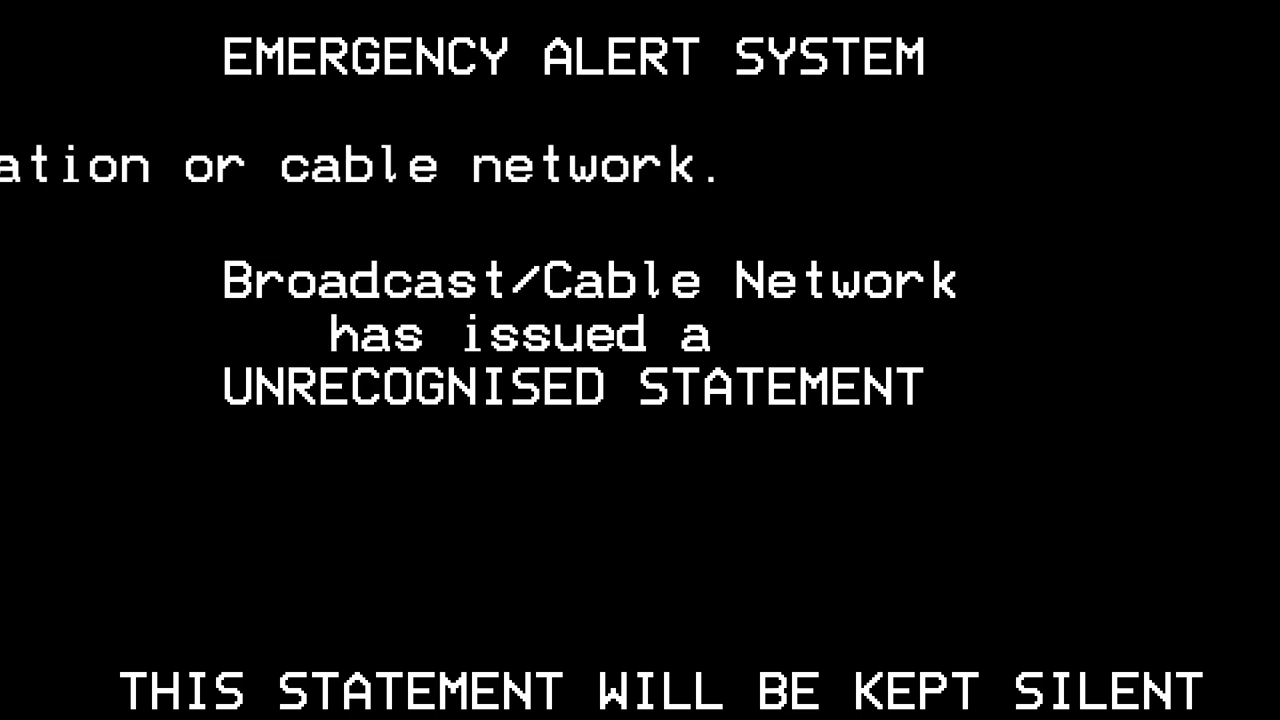 EMERGENCY ALERT SYSTEM
ation or cable network.
Broadcast/Cable Network
has issued a
UNRECOGNISED STATEMENT
THIS STATEMENT WILL BE KEPT SILENT